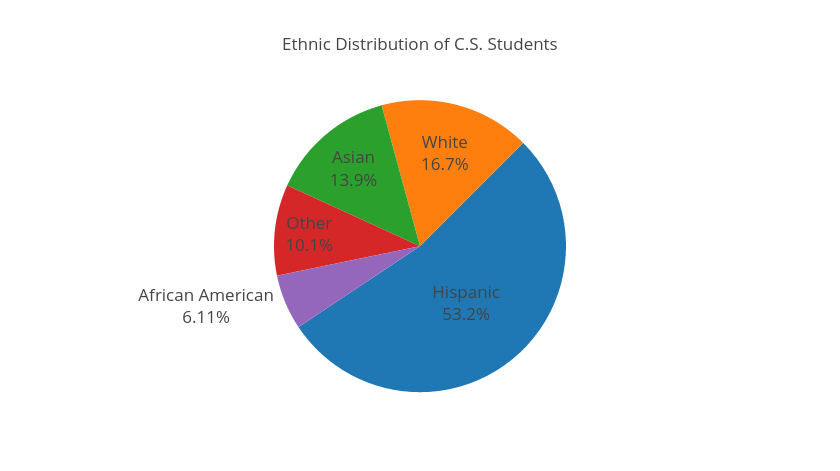 Ethnic Distribution of C.S. Students
White
16.7%
Asian
13.9%
Other
10.1%
African American
6.11%
Hispanic
53.2%